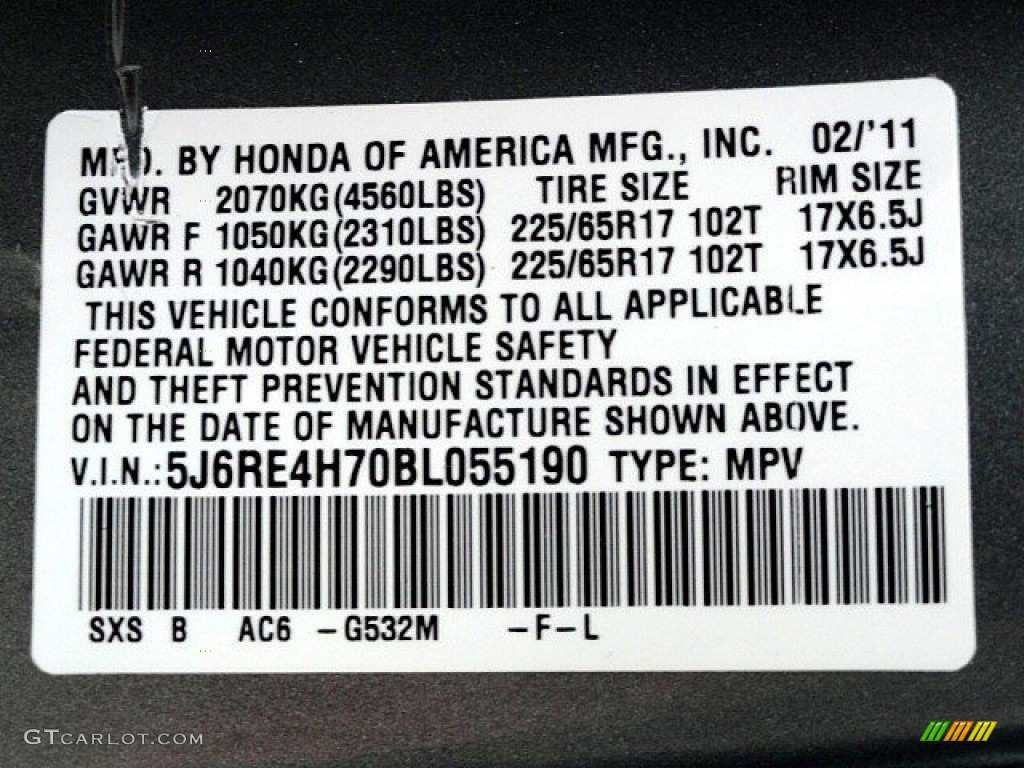 MFD. BY HONDA OF AMERICA MFG., INC. 02/'11
GVWR 2070KG(4560LBS) TIRE SIZE RIM SIZE
GAWR F 1050KG(2310LBS) 225/65R17 102T 17X6.5J
GAWR R 1040KG(2290LBS) 225/65R17 102T 17X6.5J
THIS VEHICLE CONFORMS TO ALL APPLICABLE
FEDERAL MOTOR VEHICLE SAFETY
AND THEFT PREVENTION STANDARDS IN EFFECT
ON THE DATE OF MANUFACTURE SHOWN ABOVE.
V.I.N.: 5J6RE4H70BL055190 TYPE: MPV
SXS B AC6 -G532M -F-L
GTCARLOT.COM